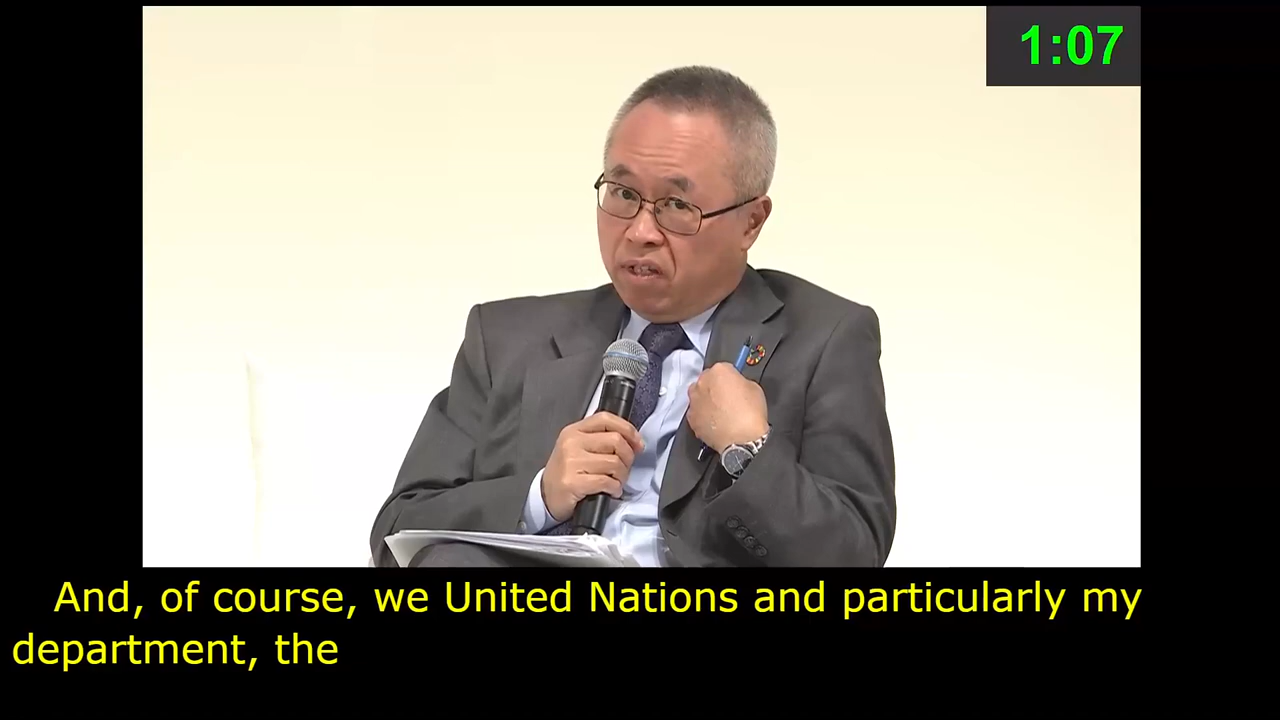 1:07
And, of course, we United Nations and particularly my
department, the